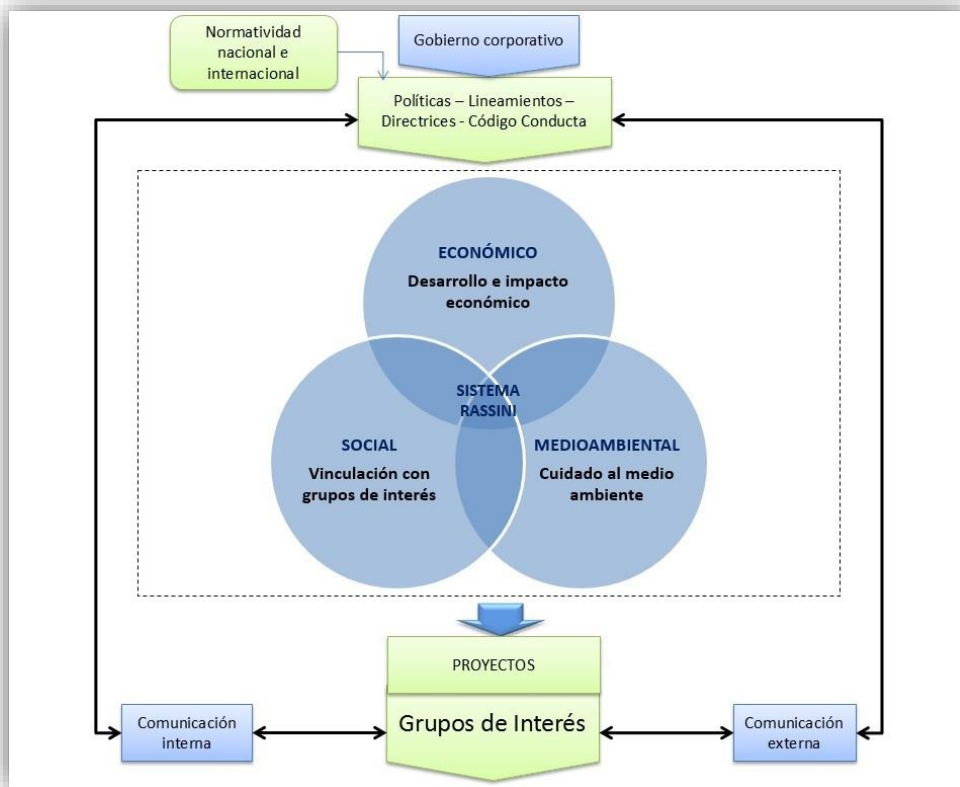 Normatividad
nacional e
internacional
Gobierno corporativo
Políticas – Lineamientos –
Directrices - Código Conducta
ECONÓMICO
Desarrollo e impacto
económico
SISTEMA
RASSINI
SOCIAL
Vinculación con
grupos de interés
MEDIOAMBIENTAL
Cuidado al medio
ambiente
PROYECTOS
Grupos de Interés
Comunicación
interna
Comunicación
externa